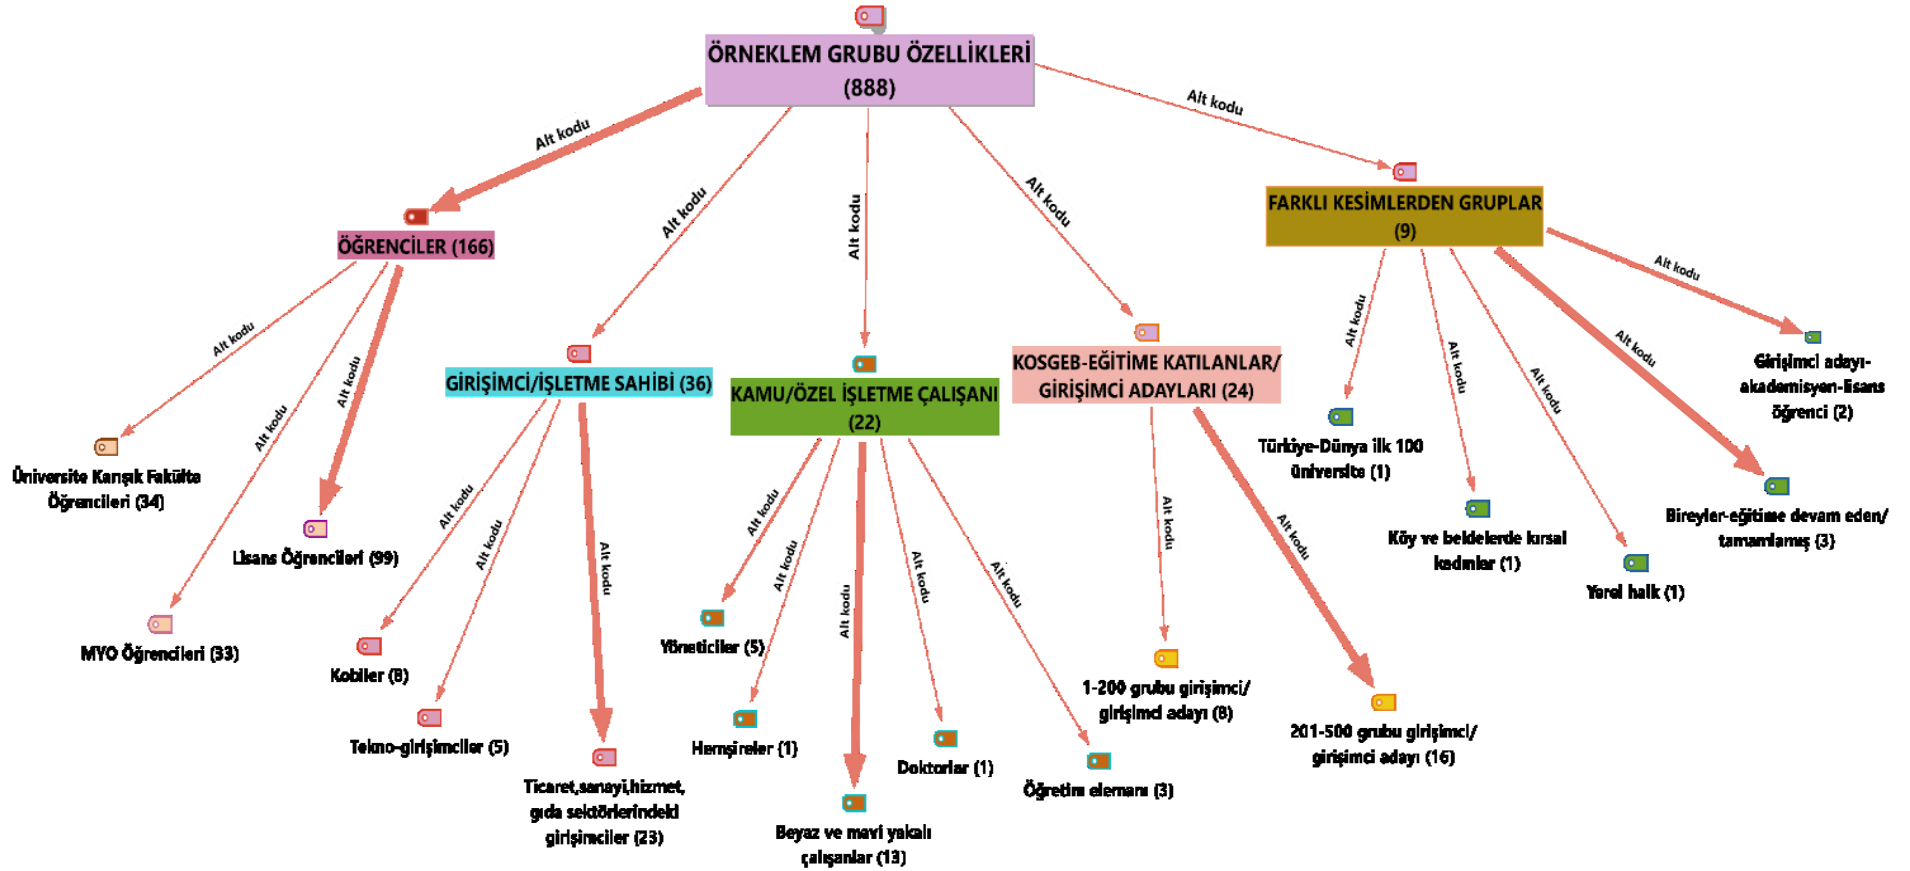 ÖRNEKLEM GRUBU ÖZELLİKLERİ
(888)
Alt kodu
Alt kodu
Alt kodu
Alt kodu
Alt kodu
ÖĞRENCİLER (166)
Alt kodu
Alt kodu
Alt kodu
Üniversite Karışık Fakülte
Öğrencileri (34)
MYO Öğrencileri (33)
Lisans Öğrencileri (99)
GİRİŞİMCİ/İŞLETME SAHİBİ (36)
Alt kodu
Alt kodu
Alt kodu
Kobiler (8)
Tekno-girişimciler (5)
Ticaret,sanayi,hizmet,
gıda sektörlerindeki
girişimciler (23)
KAMU/ÖZEL İŞLETME ÇALIŞANI
(22)
Alt kodu
Alt kodu
Alt kodu
Alt kodu
Alt kodu
Yöneticiler (5)
Hemşireler (1)
Beyaz ve mavi yakalı
çalışanlar (13)
Doktorlar (1)
Öğretim elemanı (3)
KOSGEB-EĞİTİME KATILANLAR/
GİRİŞİMCİ ADAYLARI (24)
Alt kodu
Alt kodu
1-200 grubu girişimci/
girişimci adayı (8)
201-500 grubu girişimci/
girişimci adayı (16)
FARKLI KESİMLERDEN GRUPLAR
(9)
Alt kodu
Alt kodu
Alt kodu
Alt kodu
Alt kodu
Türkiye-Dünya ilk 100
üniversite (1)
Köy ve beldelerde kırsal
kadınlar (1)
Yerel halk (1)
Bireyler-eğitime devam eden/
tamamlamış (3)
Girişimci adayı-
akademisyen-lisans
öğrenci (2)